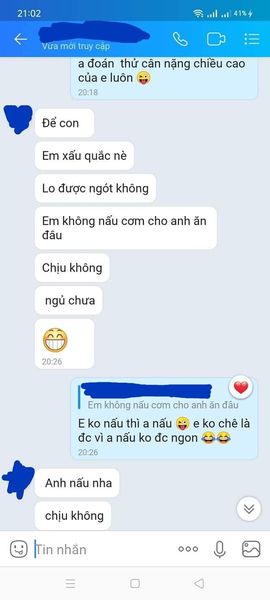 21:02
41%
Vừa mới truy cập
a đoán thử cân nặng chiều cao
của e luôn 😜
20:18
Để con
Em xấu quắc nè
Lo được ngót không
Em không nấu cơm cho anh ăn
đâu
Chịu không
ngủ chưa
😁
20:26
Em không nấu cơm cho anh ăn đâu
E ko nấu thì a nấu 😜 e ko chê là
đc vì a nấu ko đc ngon 😂😂
20:26
Anh nấu nha
chịu không
Tin nhắn